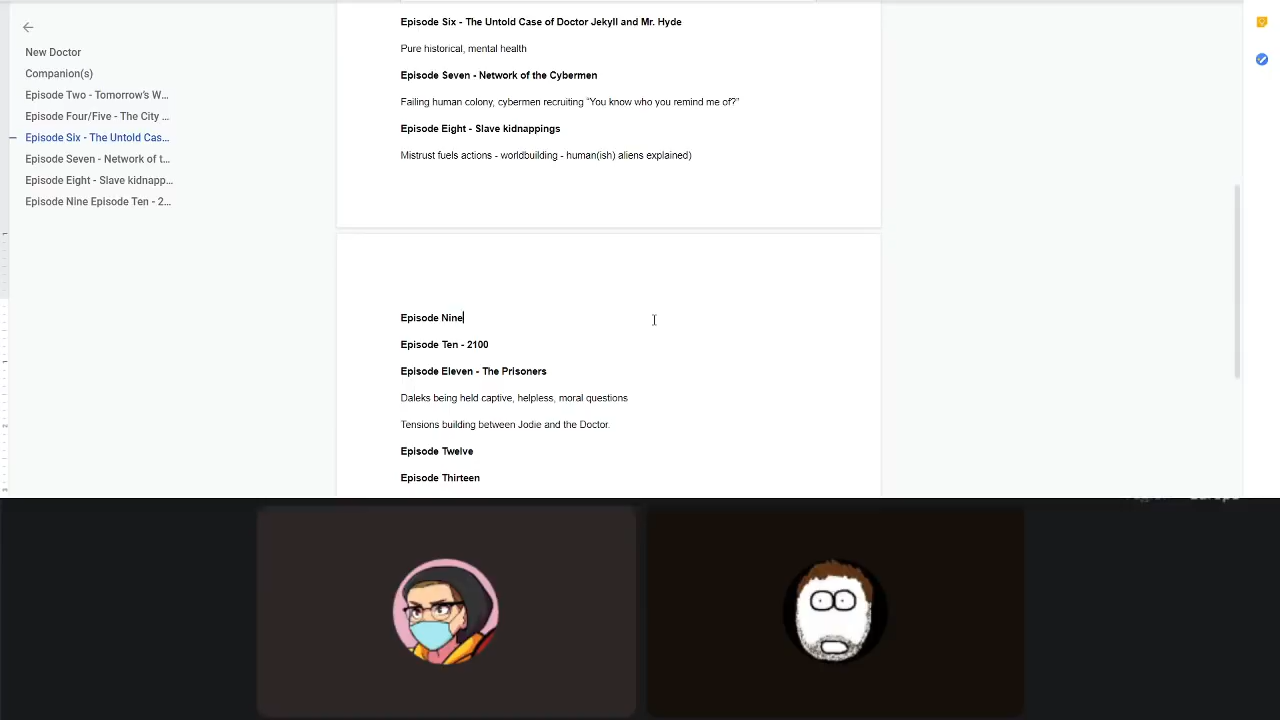 New Doctor
Companion(s)
Episode Two - Tomorrow's W...
Episode Four/Five - The City ...
Episode Six - The Untold Cas...
Episode Seven - Network of t...
Episode Eight - Slave kidnapp...
Episode Nine Episode Ten - 2...
Episode Six - The Untold Case of Doctor Jekyll and Mr. Hyde
Pure historical, mental health
Episode Seven - Network of the Cybermen
Failing human colony, cybermen recruiting "You know who you remind me of?"
Episode Eight - Slave kidnappings
Mistrust fuels actions - worldbuilding - human(ish) aliens explained)
Episode Nine
Episode Ten - 2100
Episode Eleven - The Prisoners
Daleks being held captive, helpless, moral questions
Tensions building between Jodie and the Doctor.
Episode Twelve
Episode Thirteen